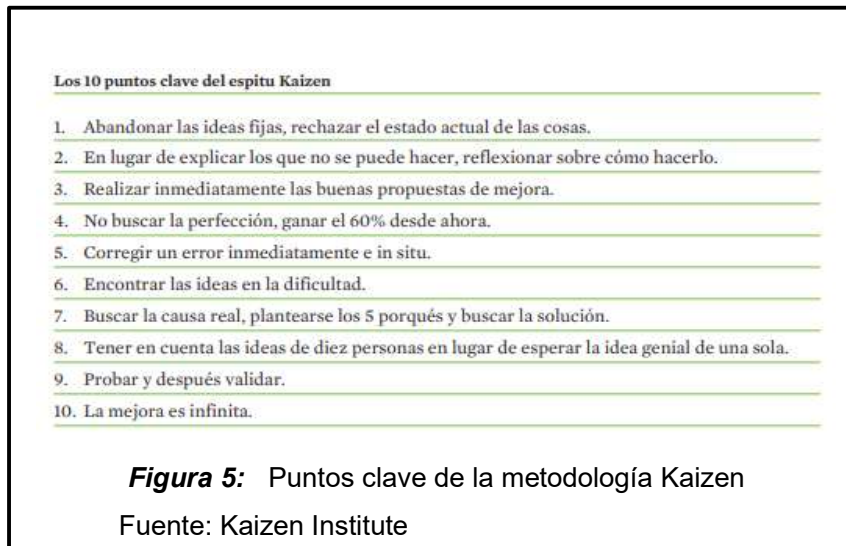 Los 10 puntos clave del espitu Kaizen
1. Abandonar las ideas fijas, rechazar el estado actual de las cosas.
2. En lugar de explicar los que no se puede hacer, reflexionar sobre cómo hacerlo.
3. Realizar inmediatamente las buenas propuestas de mejora.
4. No buscar la perfección, ganar el 60% desde ahora.
5. Corregir un error inmediatamente e in situ.
6. Encontrar las ideas en la dificultad.
7. Buscar la causa real, plantearse los 5 porqués y buscar la solución.
8. Tener en cuenta las ideas de diez personas en lugar de esperar la idea genial de una sola.
9. Probar y después validar.
10. La mejora es infinita.
Figura 5: Puntos clave de la metodología Kaizen
Fuente: Kaizen Institute